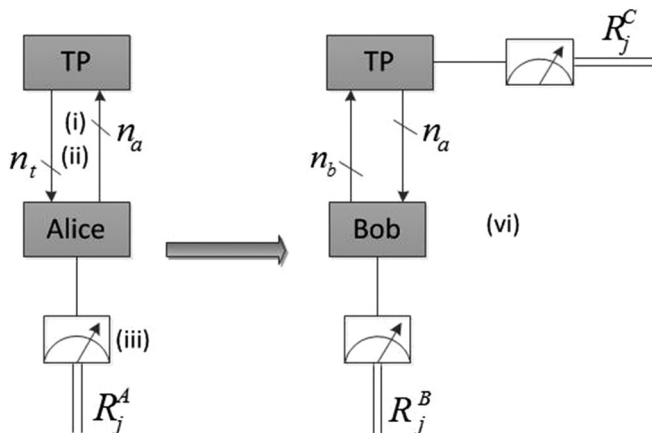 TP
(i)
(ii)
n_t
n_a
Alice
(iii)
R_j^A
TP
R_j^C
n_b
n_a
Bob
(vi)
R_j^B